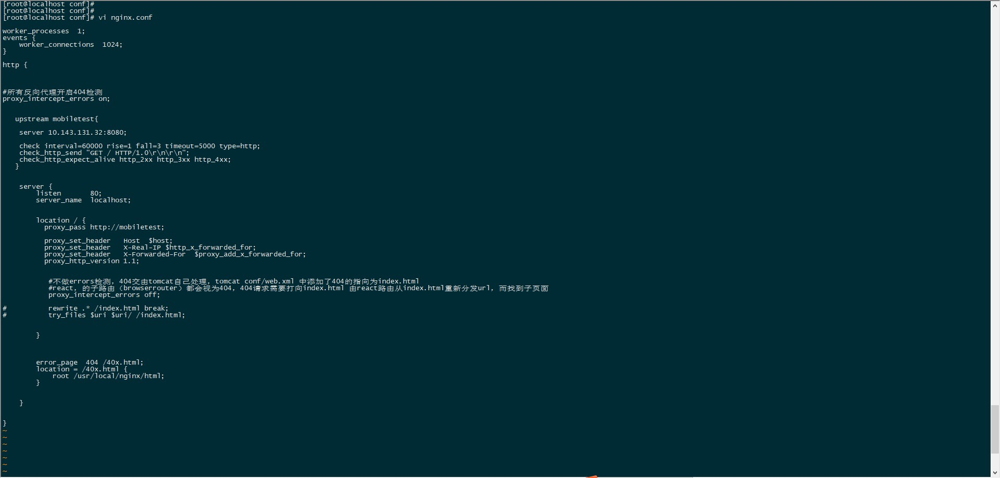 [root@localhost conf]#
[root@localhost conf]#
[root@localhost conf]# vi nginx.conf
worker_processes  1;
events {
    worker_connections  1024;
}
http {
#所有反向代理开启404检测
proxy_intercept_errors on;
   upstream mobiletest{
    server 10.143.131.32:8080;
    check interval=60000 rise=1 fall=3 timeout=5000 type=http;
    check_http_send "GET / HTTP/1.0\r\n\r\n";
    check_http_expect_alive http_2xx http_3xx http_4xx;
   }
    server {
        listen       80;
        server_name  localhost;
        location / {
          proxy_pass http://mobiletest;
          proxy_set_header   Host  $host;
          proxy_set_header   X-Real-IP $http_x_forwarded_for;
          proxy_set_header   X-Forwarded-For  $proxy_add_x_forwarded_for;
          proxy_http_version 1.1;
           #不做errors检测，404交由tomcat自己处理，tomcat conf/web.xml 中添加了404的指向为index.html
           #react，的子路由（browserrouter）都会视为404，404请求需要打向index.html 由react路由从index.html重新分发url，而找到子页面
           proxy_intercept_errors off;
#          rewrite .* /index.html break;
#          try_files $uri $uri/ /index.html;
        }
        error_page  404 /40x.html;
        location = /40x.html {
            root /usr/local/nginx/html;
        }
    }
}
~
~
~
~
~
~
~